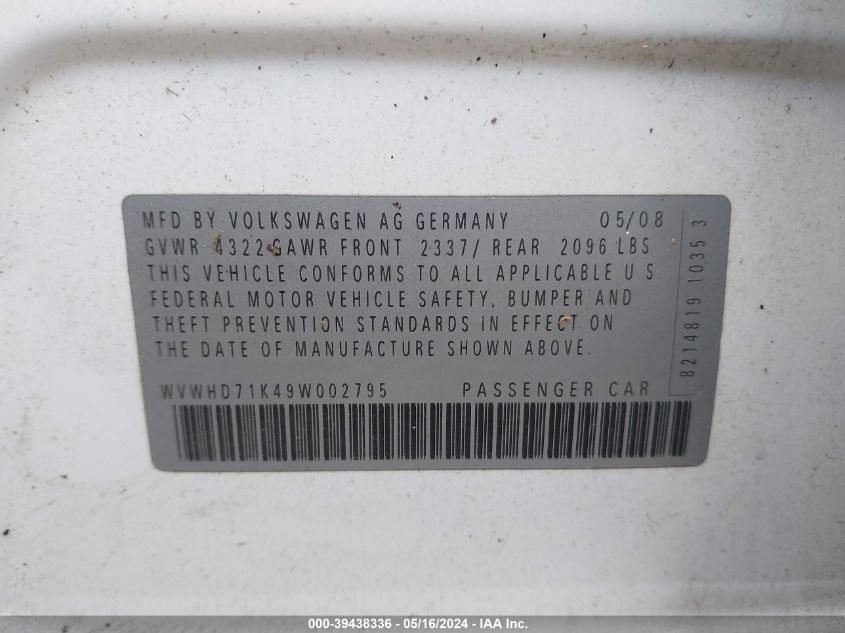 MFD BY VOLKSWAGEN AG GERMANY 05/08
GVWR 4322 GAWR FRONT 2337/ REAR 2096 LBS
THIS VEHICLE CONFORMS TO ALL APPLICABLE U.S.
FEDERAL MOTOR VEHICLE SAFETY, BUMPER AND
THEFT PREVENTION STANDARDS IN EFFECT ON
THE DATE OF MANUFACTURE SHOWN ABOVE.
WVWHD71K49W002795 PASSENGER CAR
8214819 1035 3
000-39438336 - 05/16/2024 - IAA Inc.